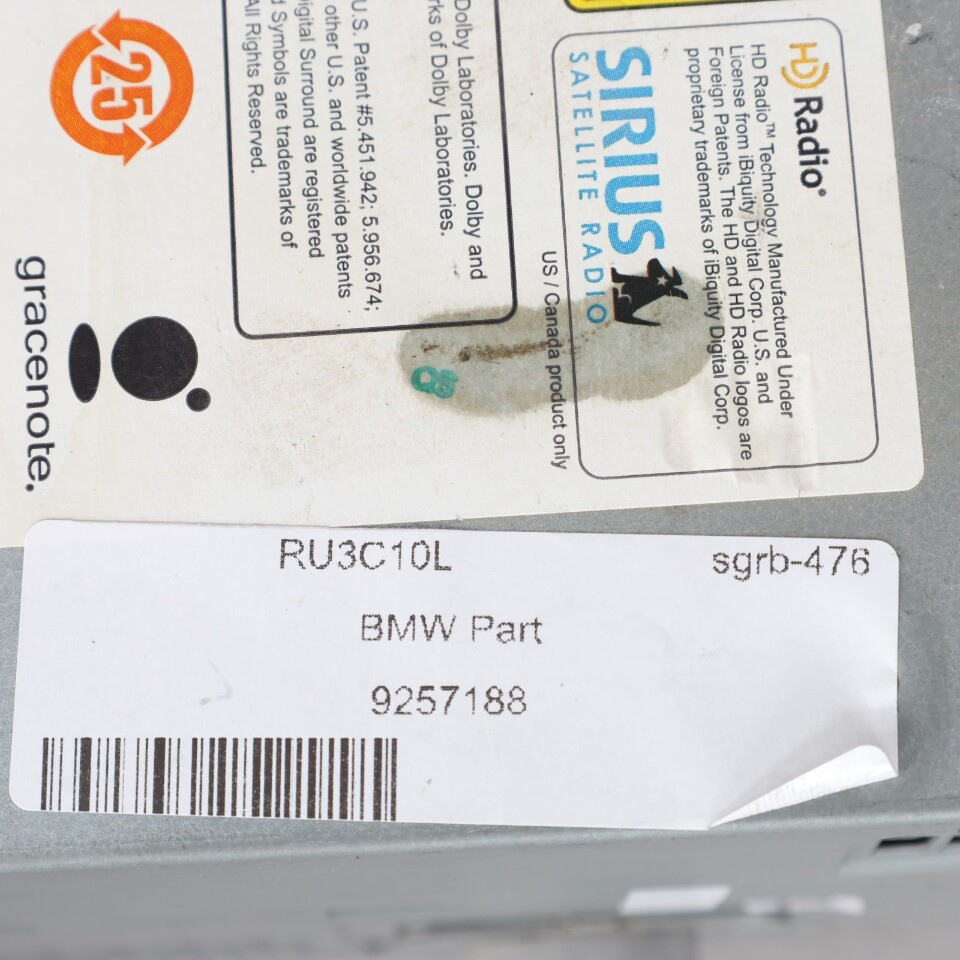 HD Radio®
HD Radio™ Technology Manufactured Under
License from iBiquity Digital Corp. U.S. and
Foreign Patents. The HD and HD Radio logos are
proprietary trademarks of iBiquity Digital Corp.
SIRIUS
SATELLITE RADIO
US / Canada product only
Dolby Laboratories. Dolby and
rks of Dolby Laboratories.
U.S. Patent #5.451.942; 5.956.674;
other U.S. and worldwide patents
igital Surround are registered
d Symbols are trademarks of
All Rights Reserved.
25
gracenote.
RU3C10L
sgrb-476
BMW Part
9257188